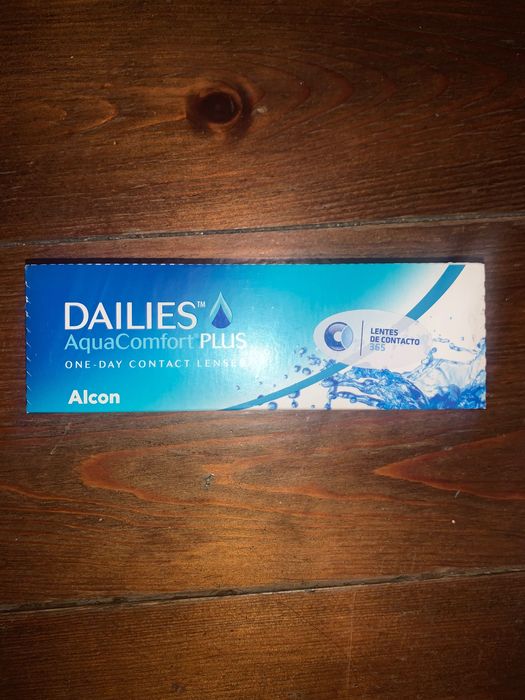 DAILIES™
AquaComfort® PLUS
ONE-DAY CONTACT LENSES
Alcon
LENTES
DE CONTACTO
365